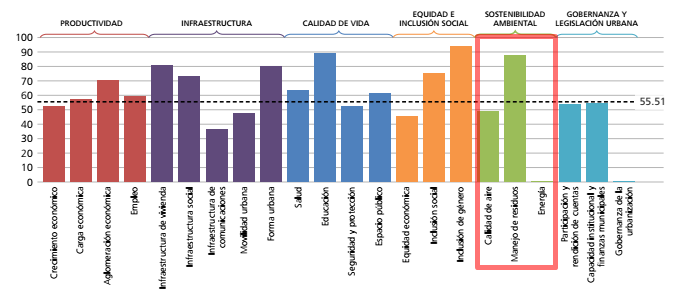 PRODUCTIVIDAD
INFRAESTRUCTURA
CALIDAD DE VIDA
EQUIDAD E
INCLUSIÓN SOCIAL
SOSTENIBILIDAD
AMBIENTAL
GOBERNANZA Y
LEGISLACIÓN URBANA
100
90
80
70
60
50
40
30
20
10
0
55.51
Crecimiento económico
Carga económica
Aglomeración económica
Empleo
Infraestructura de vivienda
Infraestructura social
Infraestructura de
comunicaciones
Movilidad urbana
Forma urbana
Salud
Educación
Seguridad y protección
Espacio público
Equidad económica
Inclusión social
Inclusión de género
Calidad de aire
Manejo de residuos
Energía
Participación y
rendición de cuentas
Capacidad institucional y
finanzas municipales
Gobernanza de la
urbanización